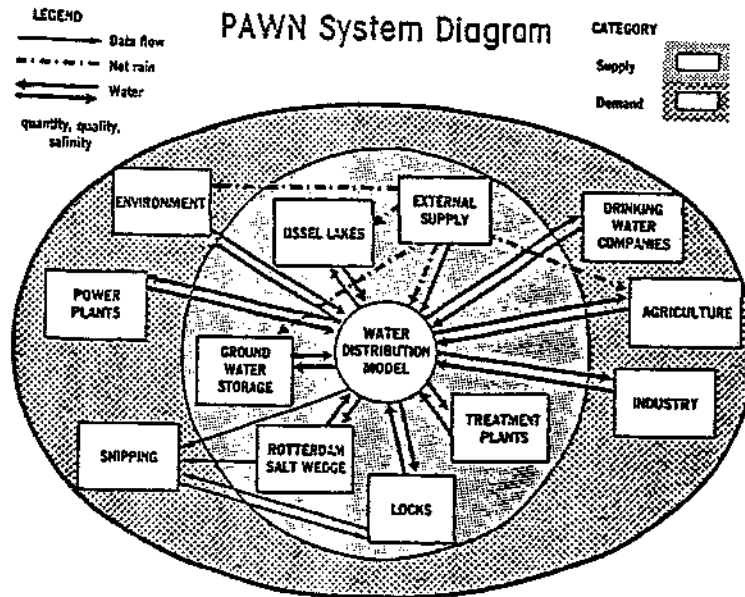 LEGEND
Data flow
Net rain
Water
quantity, quality,
salinity
PAWN System Diagram
CATEGORY
Supply
Demand
ENVIRONMENT
IJSSEL LAKES
EXTERNAL
SUPPLY
DRINKING
WATER
COMPANIES
POWER
PLANTS
AGRICULTURE
WATER
DISTRIBUTION
MODEL
GROUND
WATER
STORAGE
INDUSTRY
TREATMENT
PLANTS
SHIPPING
ROTTERDAM
SALT WEDGE
LOCKS